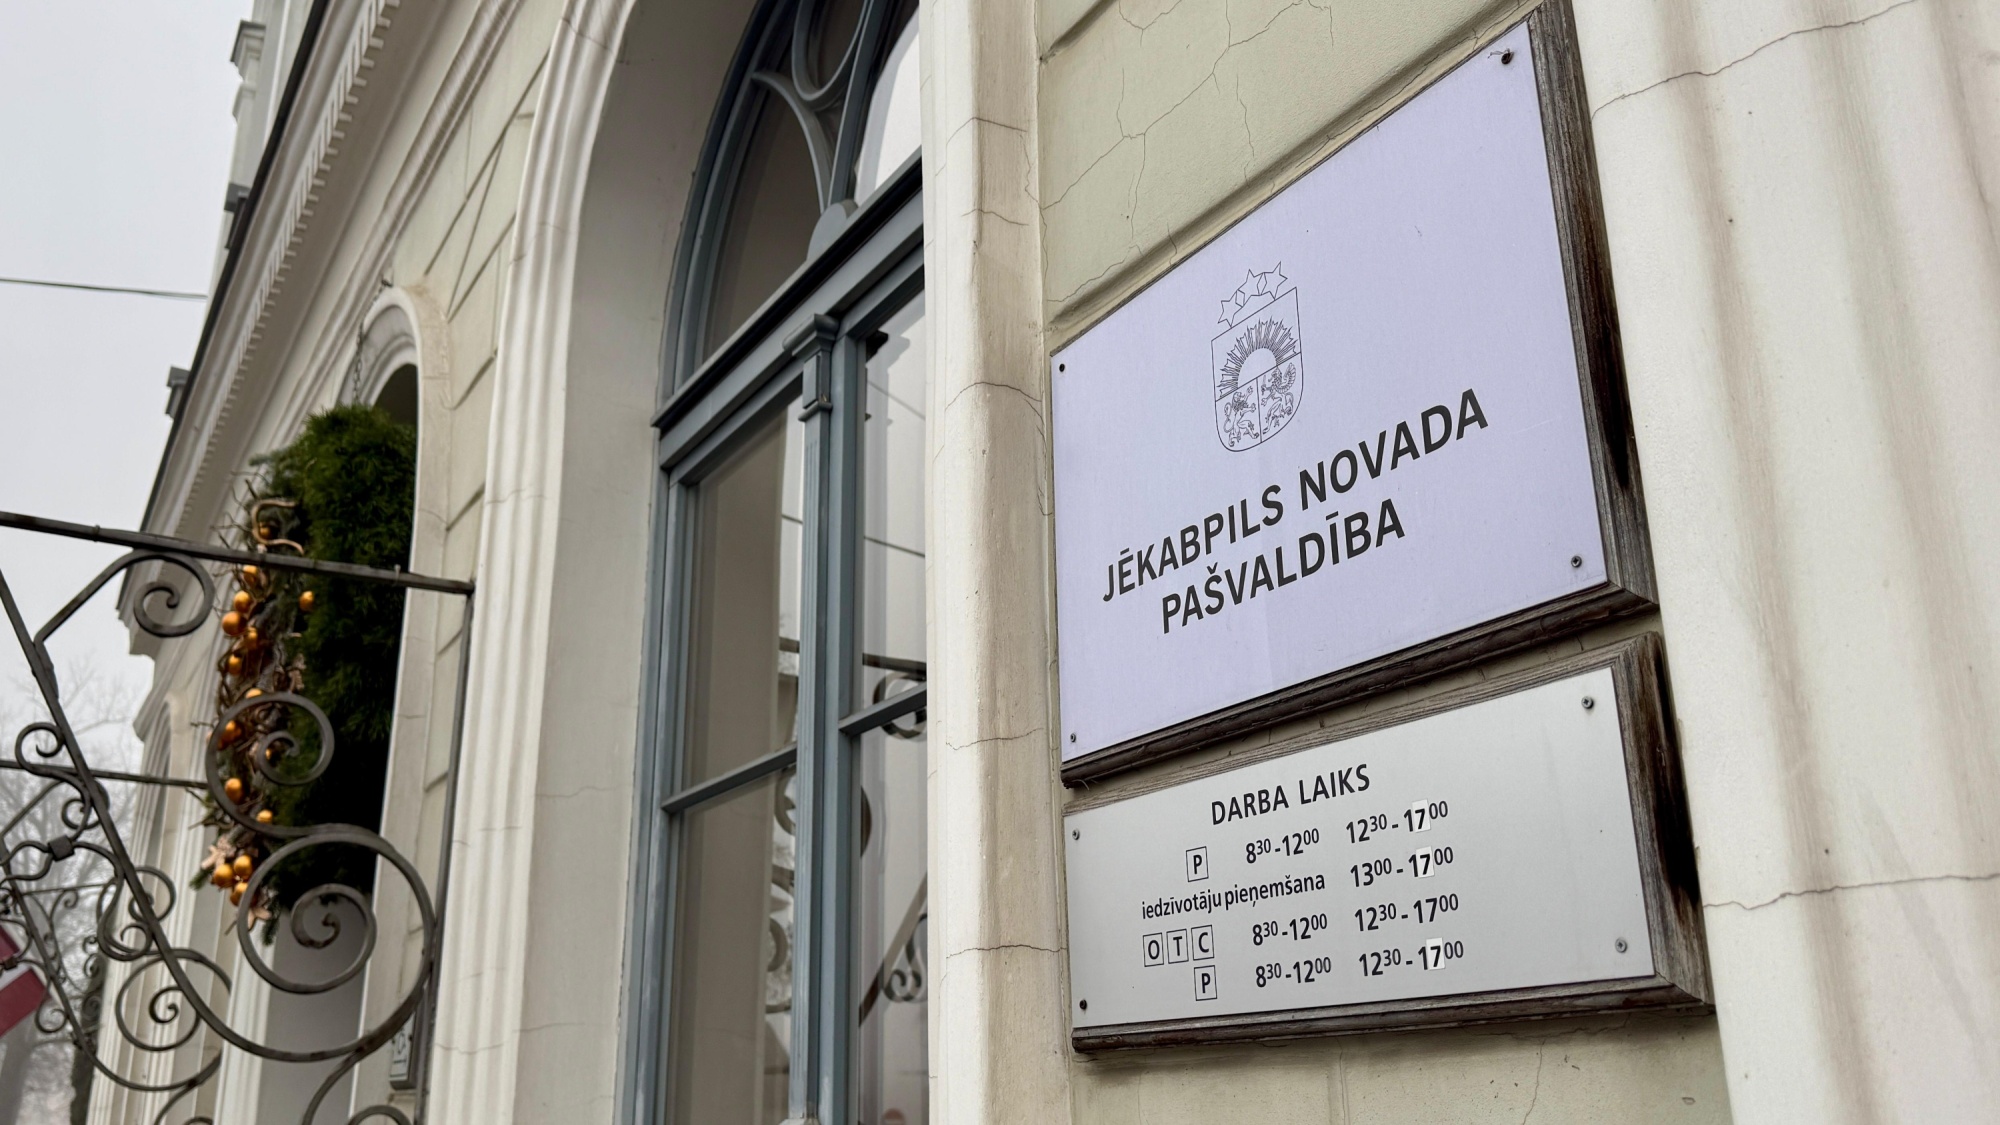 JĒKABPILS NOVADA
PAŠVALDĪBA
DARBA LAIKS
P 8³⁰-12⁰⁰ 12³⁰-17⁰⁰
iedzīvotāju pieņemšana 13⁰⁰-17⁰⁰
O T C 8³⁰-12⁰⁰ 12³⁰-17⁰⁰
P 8³⁰-12⁰⁰ 12³⁰-17⁰⁰